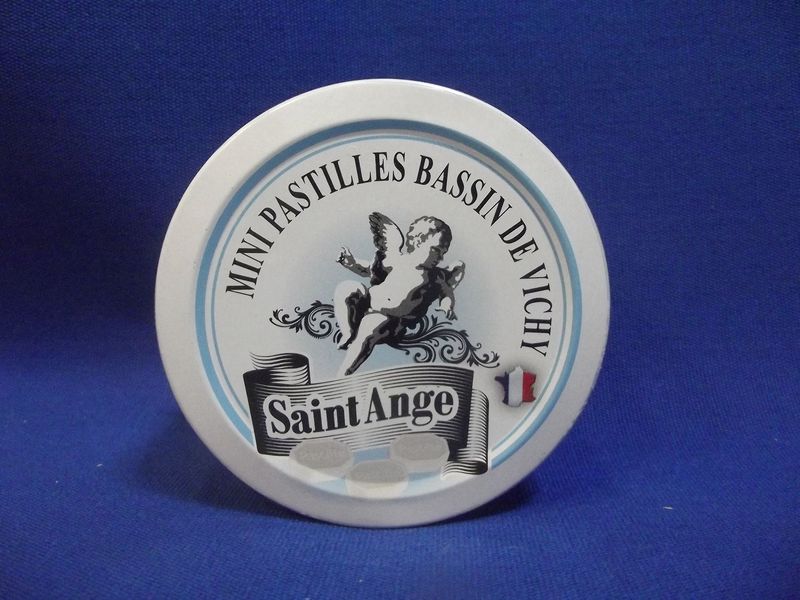 MINI PASTILLES BASSIN DE VICHY
Saint Ange